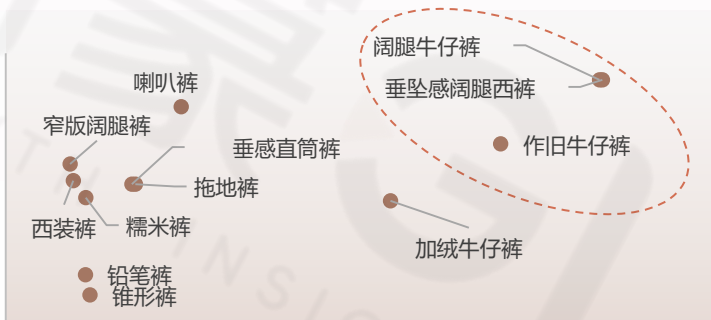 阔腿牛仔裤
喇叭裤
垂坠感阔腿西裤
窄版阔腿裤
垂感直筒裤
作旧牛仔裤
拖地裤
西装裤
糯米裤
加绒牛仔裤
铅笔裤
锥形裤
INSIG